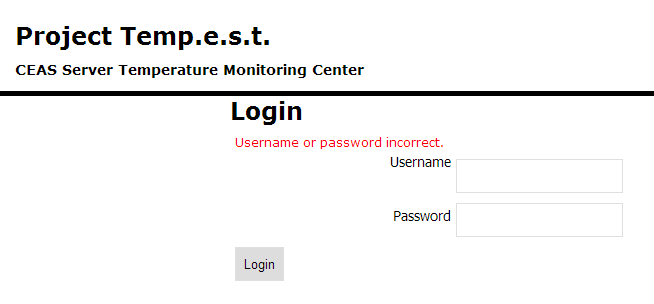 Project Temp.e.s.t.
CEAS Server Temperature Monitoring Center
Login
Username or password incorrect.
Username
Password
Login